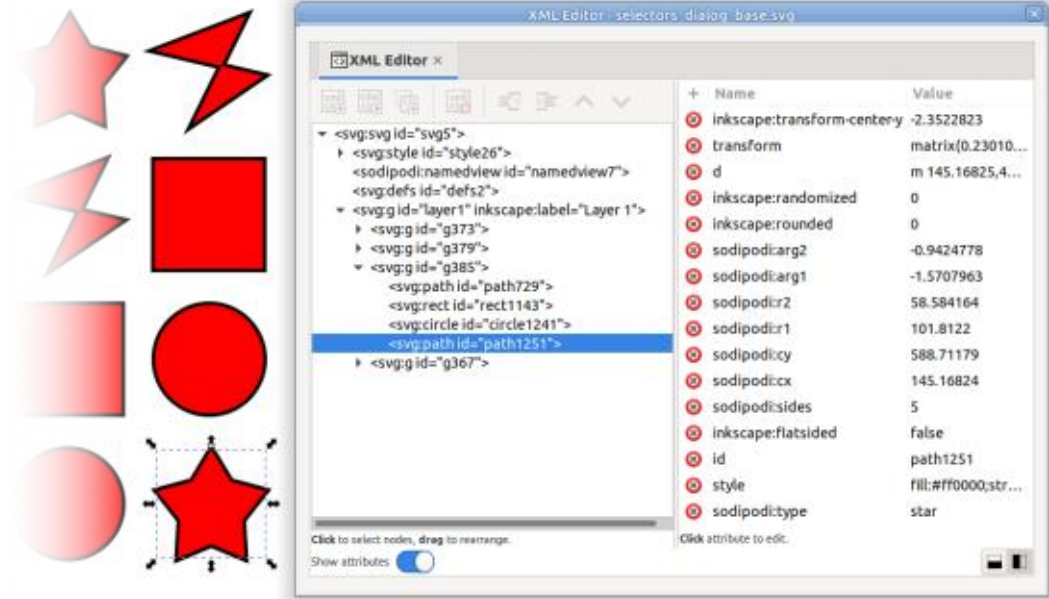 XML Editor - selectors_dialog_base.svg
XML Editor ×
<svg:svg id="svg5">
<svg:style id="style26">
<sodipodi:namedview id="namedview7">
<svg:defs id="defs2">
<svg:g id="layer1" inkscape:label="Layer 1">
<svg:g id="g373">
<svg:g id="g379">
<svg:g id="g385">
<svg:path id="path729">
<svg:rect id="rect1143">
<svg:circle id="circle1241">
<svg:path id="path1251">
<svg:g id="g367">
Click to select nodes, drag to rearrange.
Show attributes
+ Name Value
inkscape:transform-center-y -2.3522823
transform matrix(0.23010...
d m 145.16825,4...
inkscape:randomized 0
inkscape:rounded 0
sodipodi:arg2 -0.9424778
sodipodi:arg1 -1.5707963
sodipodi:r2 58.584164
sodipodi:r1 101.8122
sodipodi:cy 588.71179
sodipodi:cx 145.16824
sodipodi:sides 5
inkscape:flatsided false
id path1251
style fill:#ff0000;str...
sodipodi:type star
Click attribute to edit.